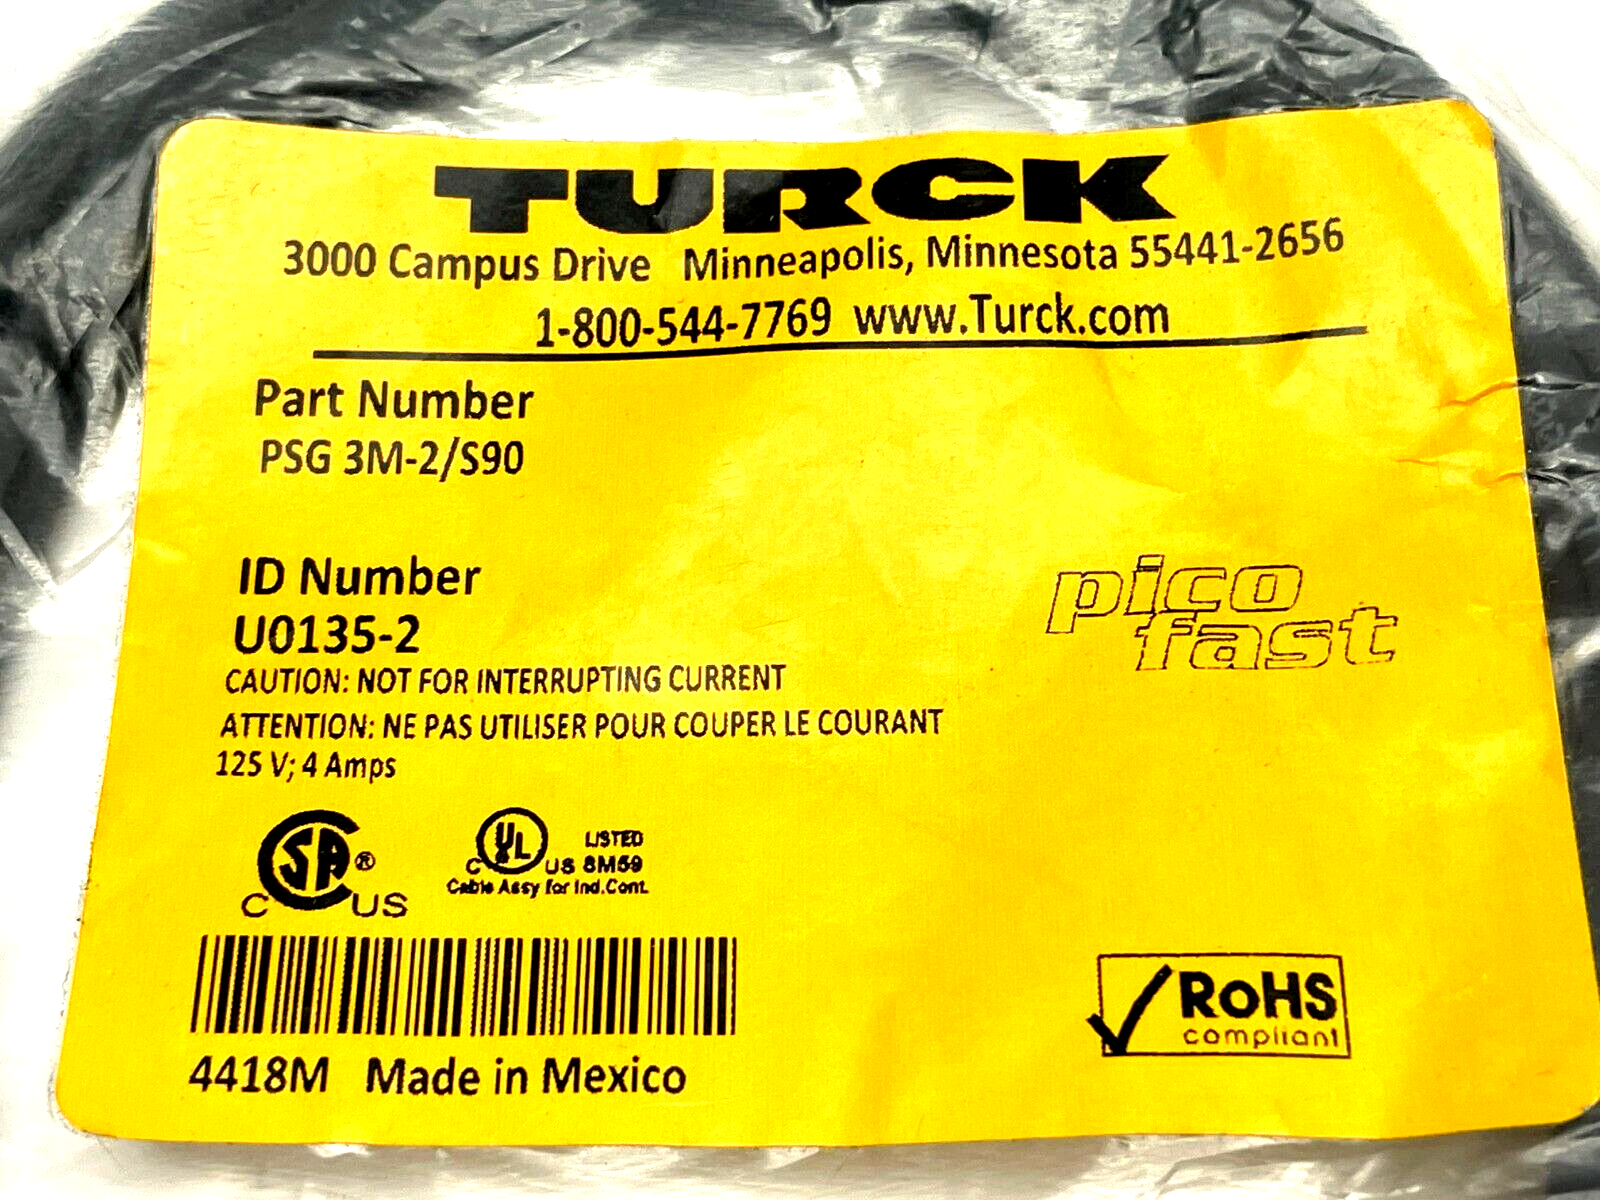 TURCK
3000 Campus Drive Minneapolis, Minnesota 55441-2656
1-800-544-7769 www.Turck.com
Part Number
PSG 3M-2/S90
ID Number
U0135-2
pico
fast
CAUTION: NOT FOR INTERRUPTING CURRENT
ATTENTION: NE PAS UTILISER POUR COUPER LE COURANT
125 V; 4 Amps
SA®
C US
UL LISTED
C US 8M59
Cable Assy for Ind.Cont.
4418M Made in Mexico
RoHS
compliant